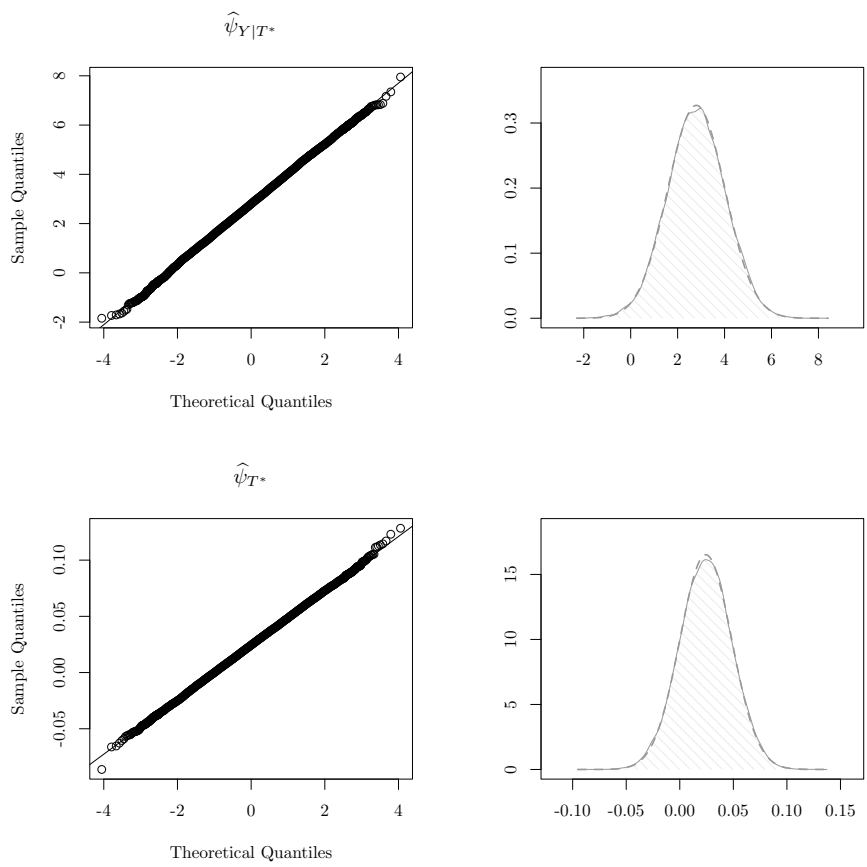 ψ̂_{Y|T*}
8
6
4
2
0
-2
Sample Quantiles
-4 -2 0 2 4
Theoretical Quantiles
0.3
0.2
0.1
0.0
-2 0 2 4 6 8
ψ̂_{T*}
0.10
0.05
0.00
-0.05
Sample Quantiles
-4 -2 0 2 4
Theoretical Quantiles
15
10
5
0
-0.10 -0.05 0.00 0.05 0.10 0.15